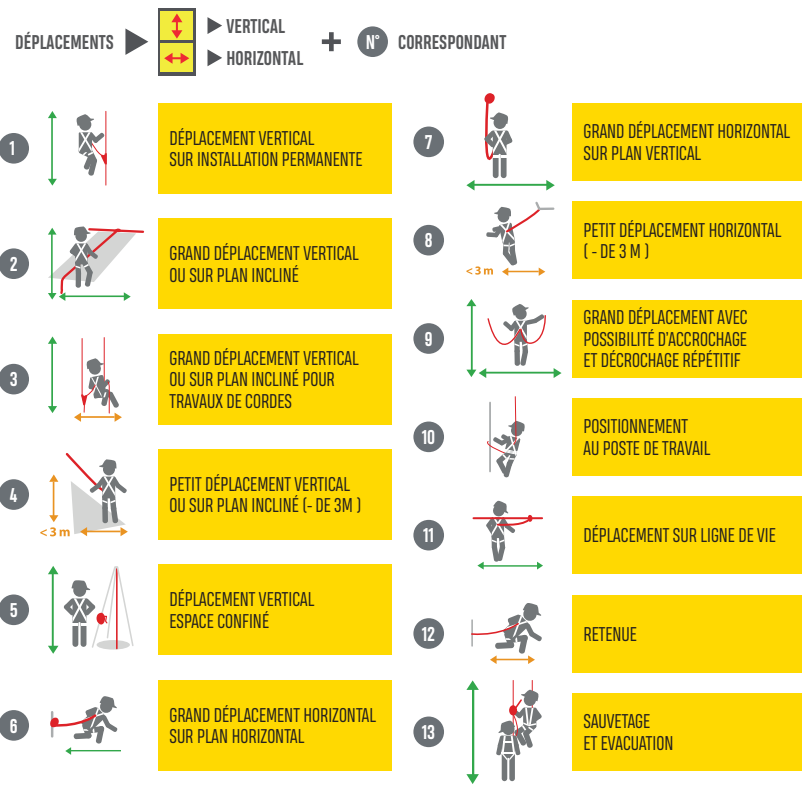 DÉPLACEMENTS
VERTICAL
HORIZONTAL
+
N°
CORRESPONDANT
1
DÉPLACEMENT VERTICAL
SUR INSTALLATION PERMANENTE
2
GRAND DÉPLACEMENT VERTICAL
OU SUR PLAN INCLINÉ
3
GRAND DÉPLACEMENT VERTICAL
OU SUR PLAN INCLINÉ POUR
TRAVAUX DE CORDES
4
< 3 m
PETIT DÉPLACEMENT VERTICAL
OU SUR PLAN INCLINÉ (- DE 3M )
5
DÉPLACEMENT VERTICAL
ESPACE CONFINÉ
6
GRAND DÉPLACEMENT HORIZONTAL
SUR PLAN HORIZONTAL
7
GRAND DÉPLACEMENT HORIZONTAL
SUR PLAN VERTICAL
8
< 3 m
PETIT DÉPLACEMENT HORIZONTAL
( - DE 3 M )
9
GRAND DÉPLACEMENT AVEC
POSSIBILITÉ D'ACCROCHAGE
ET DÉCROCHAGE RÉPÉTITIF
10
POSITIONNEMENT
AU POSTE DE TRAVAIL
11
DÉPLACEMENT SUR LIGNE DE VIE
12
RETENUE
13
SAUVETAGE
ET EVACUATION